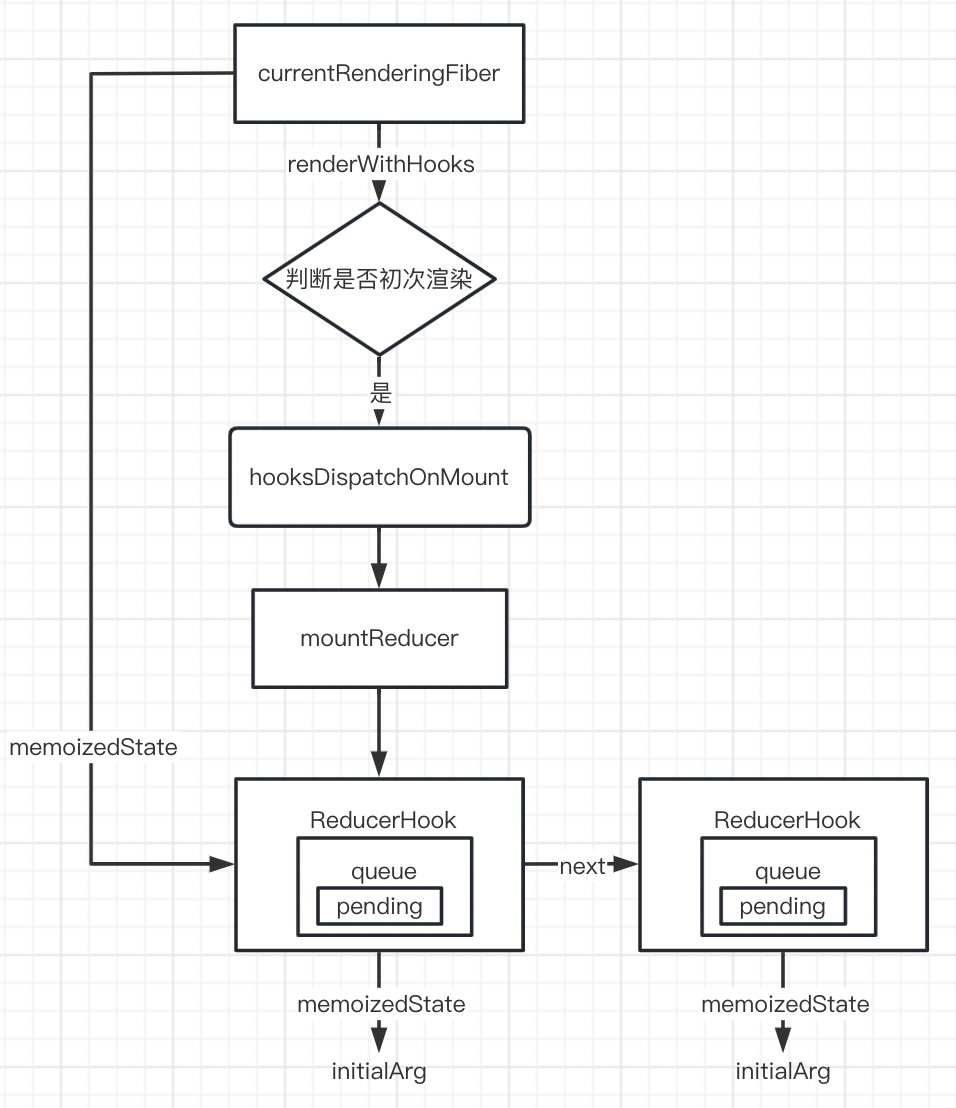 currentRenderingFiber
renderWithHooks
判断是否初次渲染
是
hooksDispatchOnMount
mountReducer
memoizedState
ReducerHook
queue
pending
next
ReducerHook
queue
pending
memoizedState
initialArg
memoizedState
initialArg